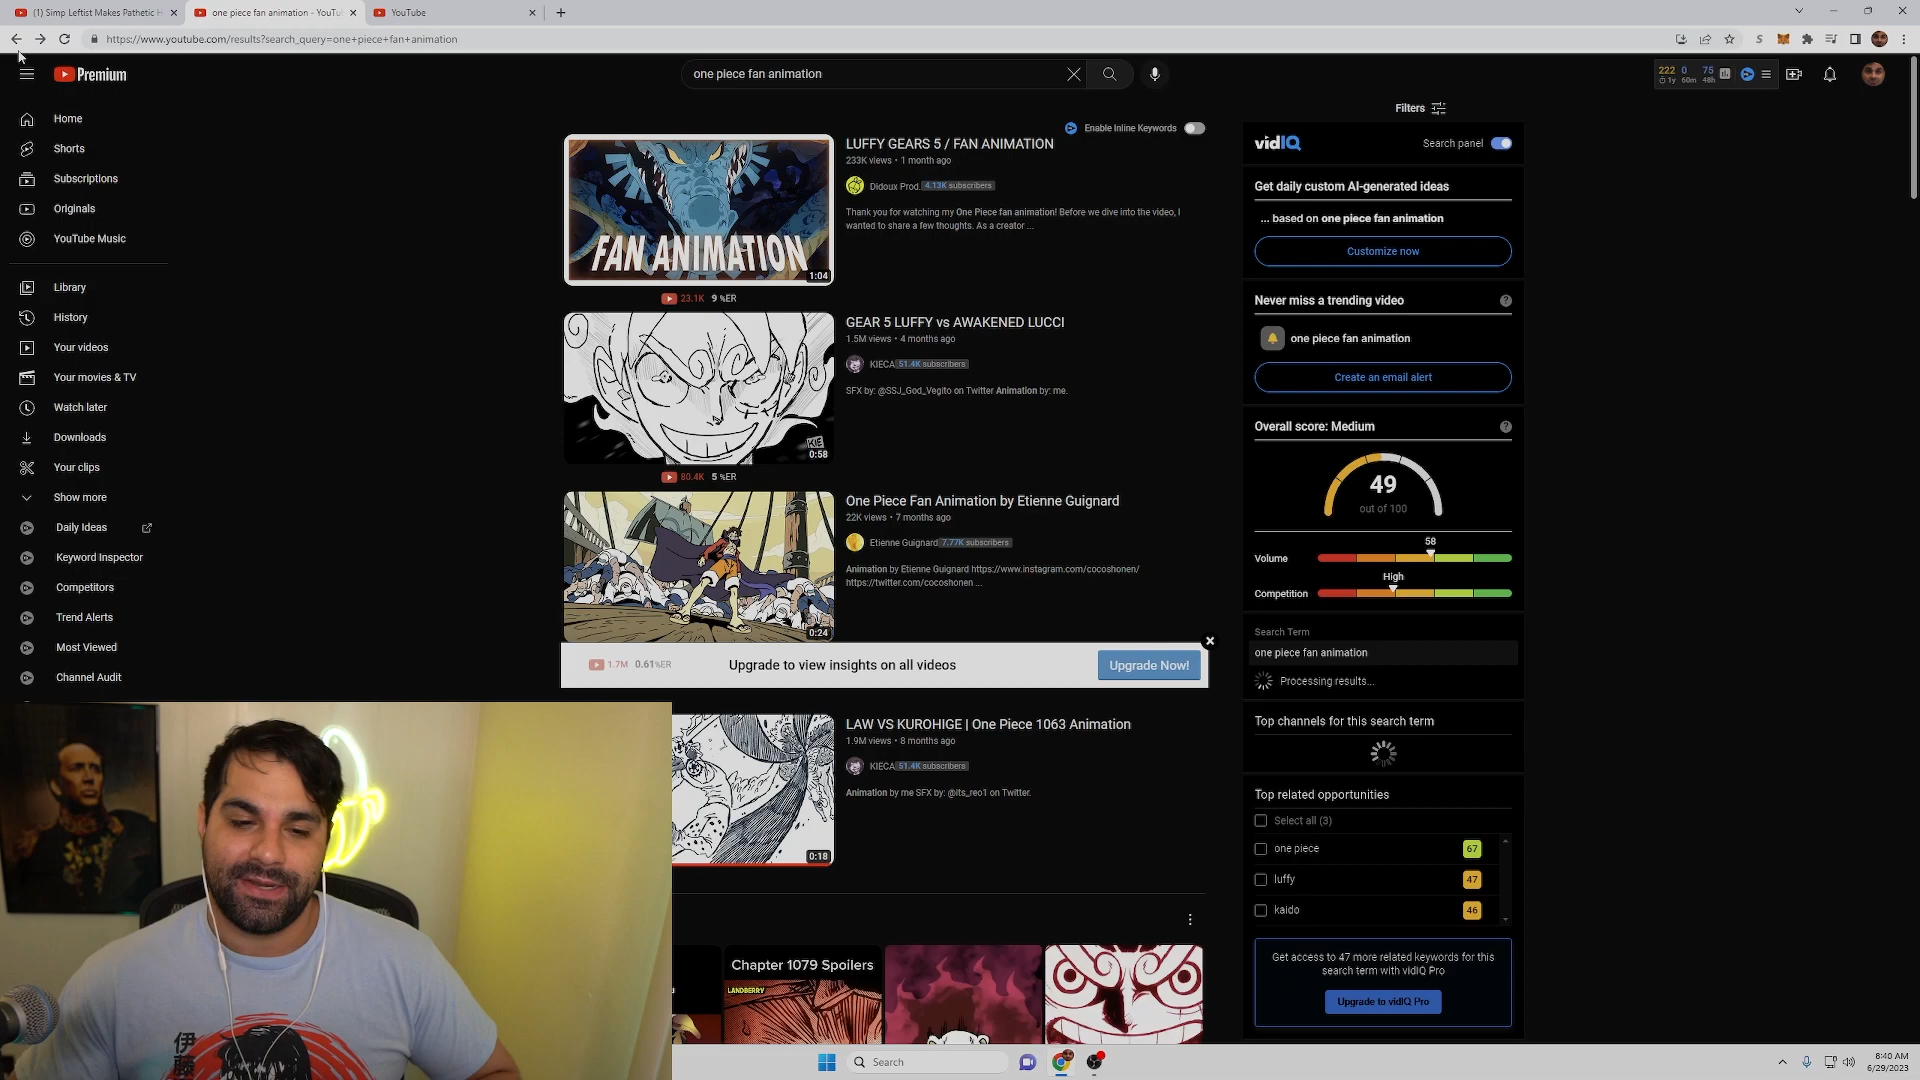 (1) Simp Leftist Makes Pathetic H
one piece fan animation - YouTu
YouTube
https://www.youtube.com/results?search_query=one+piece+fan+animation
Premium
one piece fan animation
222 0 75
1y 60m 48h
Home
Shorts
Subscriptions
Originals
YouTube Music
Library
History
Your videos
Your movies & TV
Watch later
Downloads
Your clips
Show more
Daily Ideas
Keyword Inspector
Competitors
Trend Alerts
Most Viewed
Channel Audit
Filters
Enable Inline Keywords
FAN ANIMATION
1:04
LUFFY GEARS 5 / FAN ANIMATION
233K views • 1 month ago
Didoux Prod. 4.13K subscribers
Thank you for watching my One Piece fan animation! Before we dive into the video, I
wanted to share a few thoughts. As a creator ...
23.1K 9 %ER
KIE
0:58
GEAR 5 LUFFY vs AWAKENED LUCCI
1.5M views • 4 months ago
KIECA 51.4K subscribers
SFX by: @SSJ_God_Vegito on Twitter Animation by: me.
80.4K 5 %ER
0:24
One Piece Fan Animation by Etienne Guignard
22K views • 7 months ago
Etienne Guignard 7.77K subscribers
Animation by Etienne Guignard https://www.instagram.com/cocoshonen/
https://twitter.com/cocoshonen ...
1.7M 0.61%ER
Upgrade to view insights on all videos
Upgrade Now!
0:18
LAW VS KUROHIGE | One Piece 1063 Animation
1.9M views • 8 months ago
KIECA 51.4K subscribers
Animation by me SFX by: @its_reo1 on Twitter.
Chapter 1079 Spoilers
LANDBERRY
vidIQ
Search panel
Get daily custom AI-generated ideas
... based on one piece fan animation
Customize now
Never miss a trending video
one piece fan animation
Create an email alert
Overall score: Medium
49
out of 100
58
Volume
High
Competition
Search Term
one piece fan animation
Processing results...
Top channels for this search term
Top related opportunities
Select all (3)
one piece 67
luffy 47
kaido 46
Get access to 47 more related keywords for this
search term with vidIQ Pro
Upgrade to vidIQ Pro
伊藤
Search
8:40 AM
6/29/2023